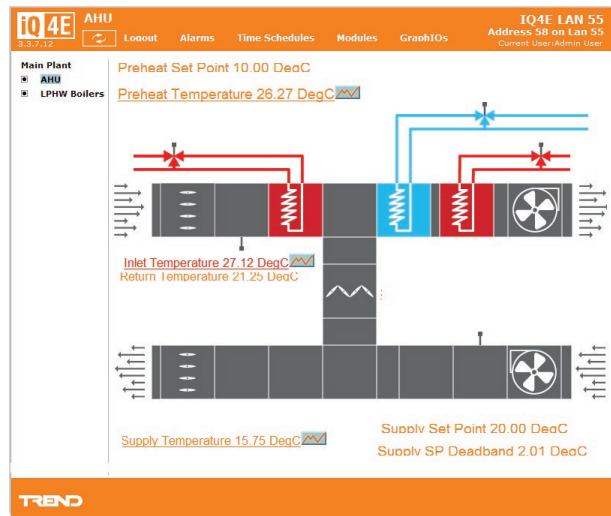 iQ 4E AHU
3.3.7.12
Logout Alarms Time Schedules Modules GraphIOs
IQ4E LAN 55
Address 58 on Lan 55
Current User:Admin User
Main Plant
AHU
LPHW Boilers
Preheat Set Point 10.00 DegC
Preheat Temperature 26.27 DegC
Inlet Temperature 27.12 DegC
Return Temperature 21.25 DegC
Supply Temperature 15.75 DegC
Supply Set Point 20.00 DegC
Supply SP Deadband 2.01 DegC
TREND